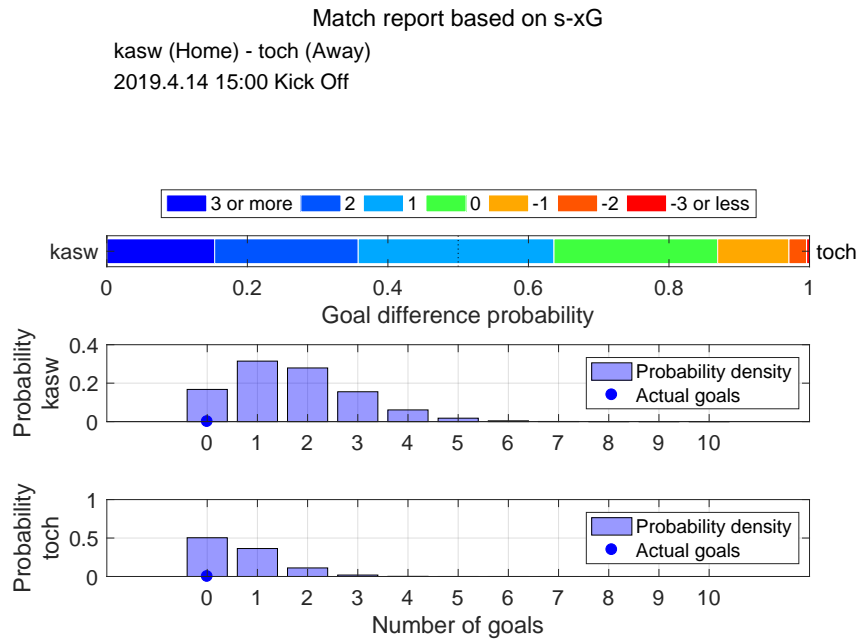 Match report based on s-xG
kasw (Home) - toch (Away)
2019.4.14 15:00 Kick Off
3 or more 2 1 0 -1 -2 -3 or less
kasw toch
0 0.2 0.4 0.6 0.8 1
Goal difference probability
Probability
kasw
0.4
0.2
0
Probability density
Actual goals
0 1 2 3 4 5 6 7 8 9 10
Probability
toch
1
0.5
0
Probability density
Actual goals
0 1 2 3 4 5 6 7 8 9 10
Number of goals